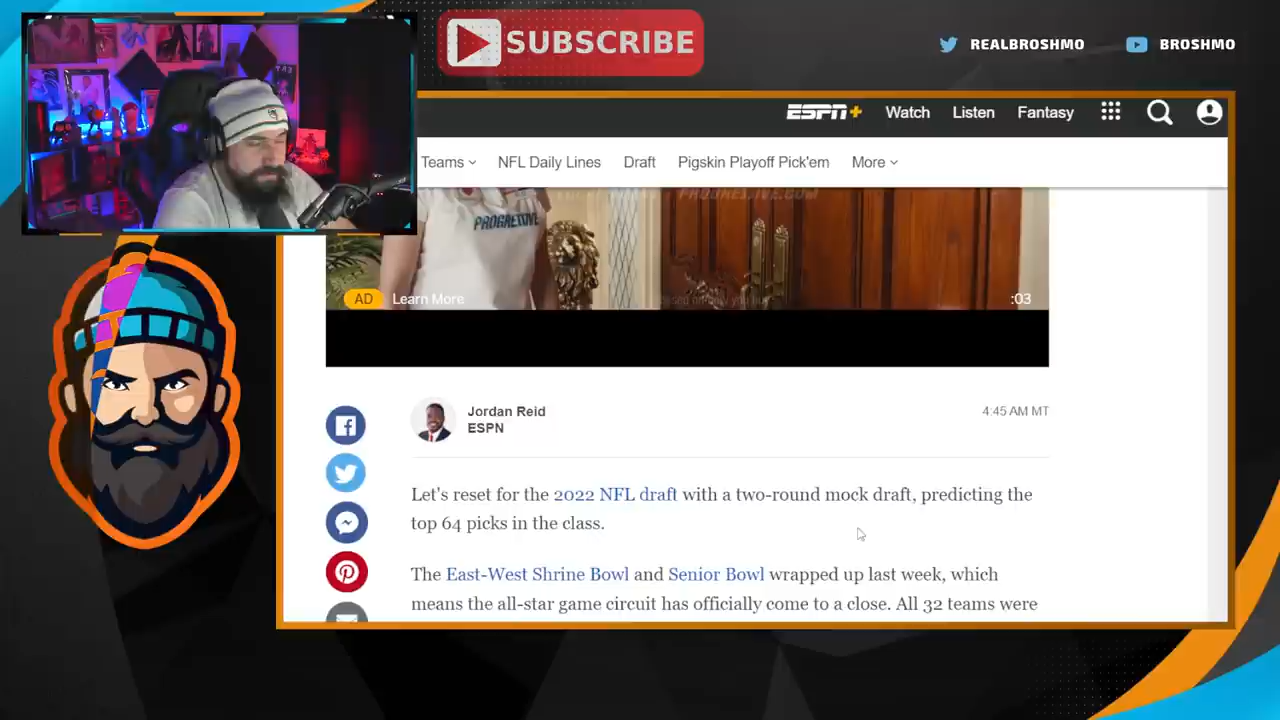 SUBSCRIBE
REALBROSHMO
BROSHMO
ESPN+
Watch
Listen
Fantasy
Teams
NFL Daily Lines
Draft
Pigskin Playoff Pick'em
More
PROGRESSIVE.COM
PROGRESSIVE
AD
Learn More
:03
Jordan Reid
ESPN
4:45 AM MT
Let's reset for the 2022 NFL draft with a two-round mock draft, predicting the
top 64 picks in the class.
The East-West Shrine Bowl and Senior Bowl wrapped up last week, which
means the all-star game circuit has officially come to a close. All 32 teams were